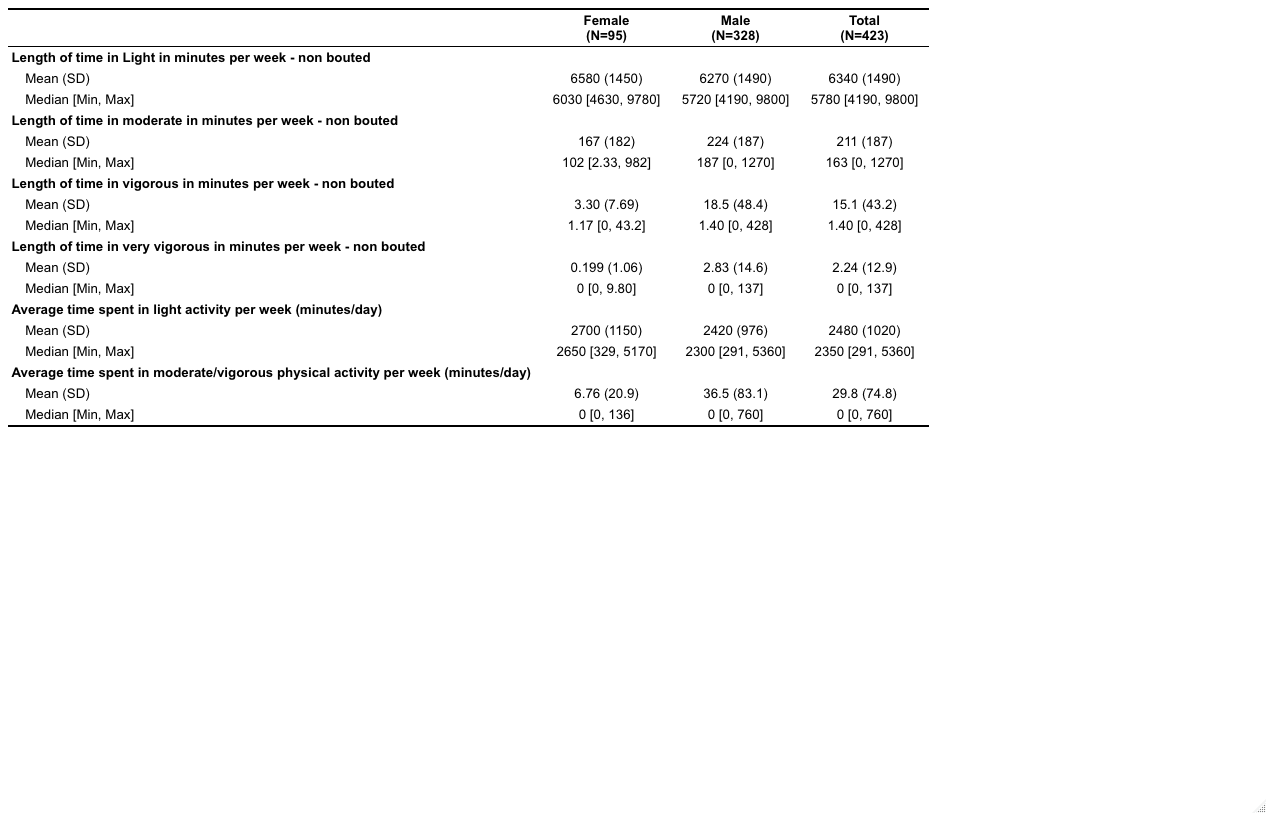 Female Male Total
(N=95) (N=328) (N=423)
Length of time in Light in minutes per week - non bouted
Mean (SD) 6580 (1450) 6270 (1490) 6340 (1490)
Median [Min, Max] 6030 [4630, 9780] 5720 [4190, 9800] 5780 [4190, 9800]
Length of time in moderate in minutes per week - non bouted
Mean (SD) 167 (182) 224 (187) 211 (187)
Median [Min, Max] 102 [2.33, 982] 187 [0, 1270] 163 [0, 1270]
Length of time in vigorous in minutes per week - non bouted
Mean (SD) 3.30 (7.69) 18.5 (48.4) 15.1 (43.2)
Median [Min, Max] 1.17 [0, 43.2] 1.40 [0, 428] 1.40 [0, 428]
Length of time in very vigorous in minutes per week - non bouted
Mean (SD) 0.199 (1.06) 2.83 (14.6) 2.24 (12.9)
Median [Min, Max] 0 [0, 9.80] 0 [0, 137] 0 [0, 137]
Average time spent in light activity per week (minutes/day)
Mean (SD) 2700 (1150) 2420 (976) 2480 (1020)
Median [Min, Max] 2650 [329, 5170] 2300 [291, 5360] 2350 [291, 5360]
Average time spent in moderate/vigorous physical activity per week (minutes/day)
Mean (SD) 6.76 (20.9) 36.5 (83.1) 29.8 (74.8)
Median [Min, Max] 0 [0, 136] 0 [0, 760] 0 [0, 760]